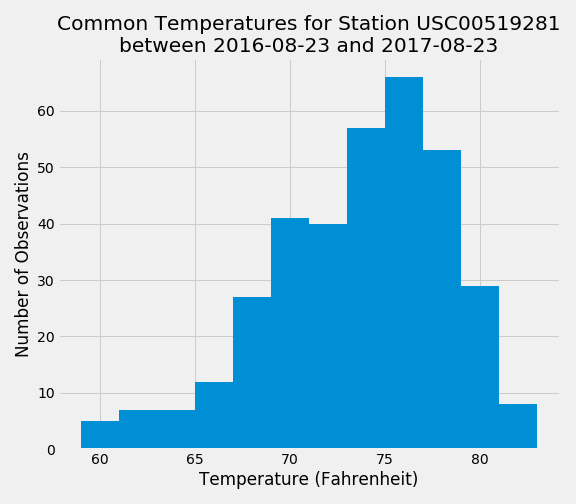 Common Temperatures for Station USC00519281
between 2016-08-23 and 2017-08-23
Number of Observations
60
50
40
30
20
10
0
60 65 70 75 80
Temperature (Fahrenheit)